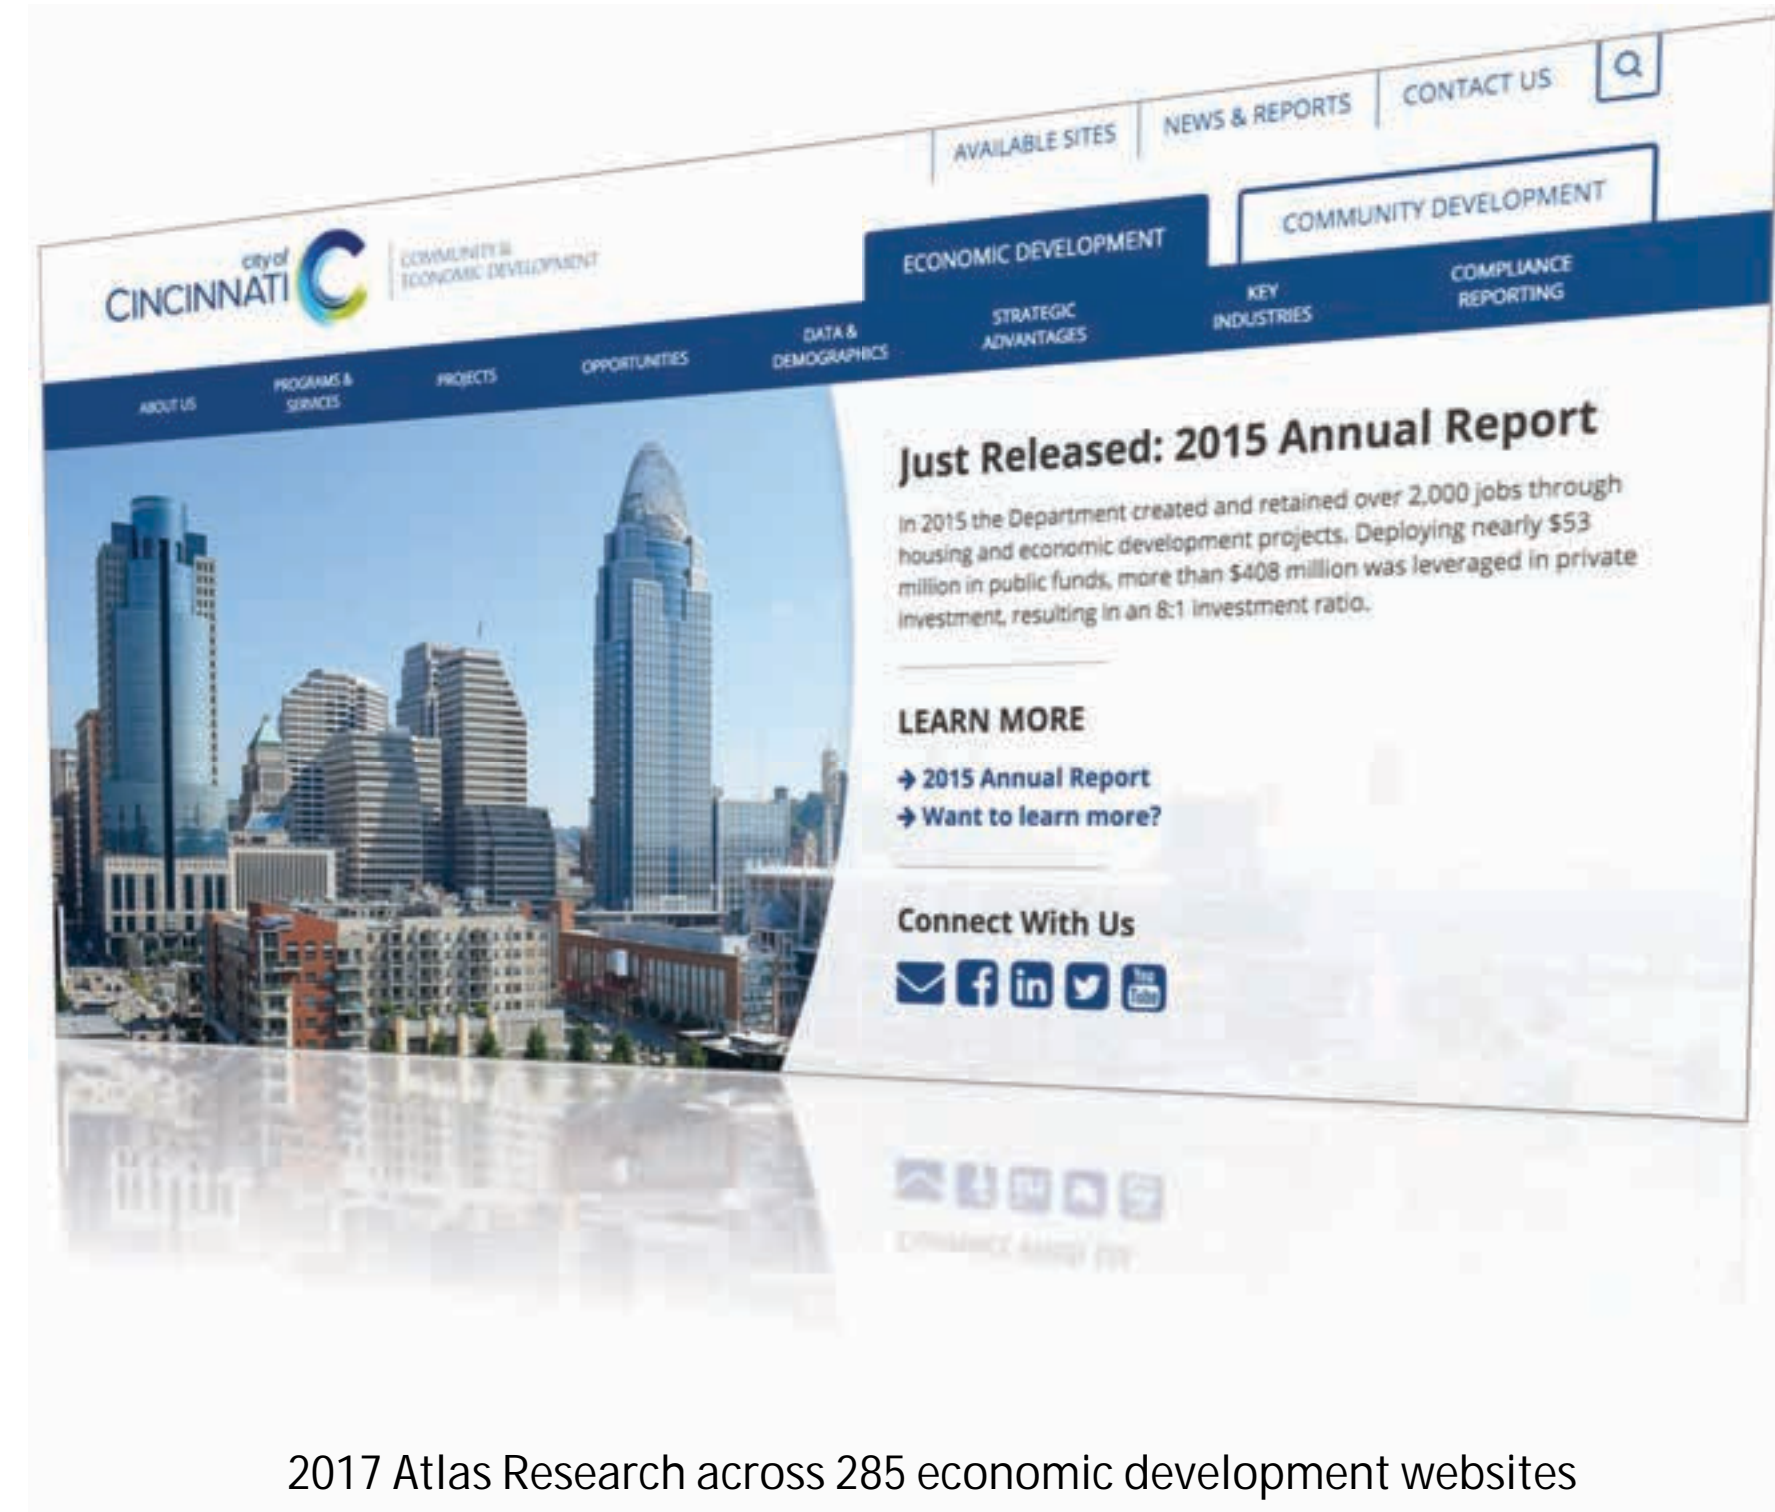 AVAILABLE SITES
NEWS & REPORTS
CONTACT US
city of
CINCINNATI
COMMUNITY &
ECONOMIC DEVELOPMENT
ECONOMIC DEVELOPMENT
COMMUNITY DEVELOPMENT
ABOUT US
PROGRAMS &
SERVICES
PROJECTS
OPPORTUNITIES
DATA &
DEMOGRAPHICS
STRATEGIC
ADVANTAGES
KEY
INDUSTRIES
COMPLIANCE
REPORTING
Just Released: 2015 Annual Report
In 2015 the Department created and retained over 2,000 jobs through
housing and economic development projects. Deploying nearly $53
million in public funds, more than $408 million was leveraged in private
investment, resulting in an 8:1 investment ratio.
LEARN MORE
→ 2015 Annual Report
→ Want to learn more?
Connect With Us
You
Tube
2017 Atlas Research across 285 economic development websites